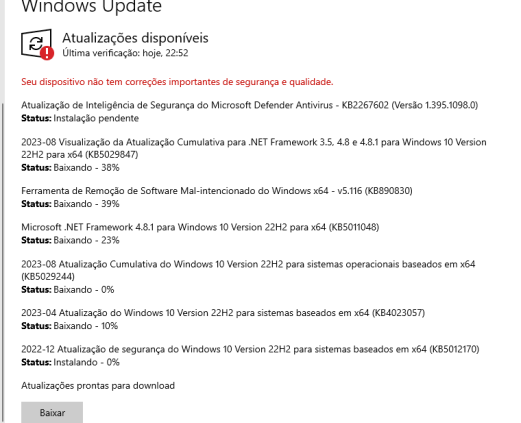 Windows Update
Atualizações disponíveis
Última verificação: hoje, 22:52
Seu dispositivo não tem correções importantes de segurança e qualidade.
Atualização de Inteligência de Segurança do Microsoft Defender Antivirus - KB2267602 (Versão 1.395.1098.0)
Status: Instalação pendente
2023-08 Visualização da Atualização Cumulativa para .NET Framework 3.5, 4.8 e 4.8.1 para Windows 10 Version
22H2 para x64 (KB5029847)
Status: Baixando - 38%
Ferramenta de Remoção de Software Mal-intencionado do Windows x64 - v5.116 (KB890830)
Status: Baixando - 39%
Microsoft .NET Framework 4.8.1 para Windows 10 Version 22H2 para x64 (KB5011048)
Status: Baixando - 23%
2023-08 Atualização Cumulativa do Windows 10 Version 22H2 para sistemas operacionais baseados em x64
(KB5029244)
Status: Baixando - 0%
2023-04 Atualização do Windows 10 Version 22H2 para sistemas baseados em x64 (KB4023057)
Status: Baixando - 10%
2022-12 Atualização de segurança do Windows 10 Version 22H2 para sistemas baseados em x64 (KB5012170)
Status: Instalando - 0%
Atualizações prontas para download
Baixar